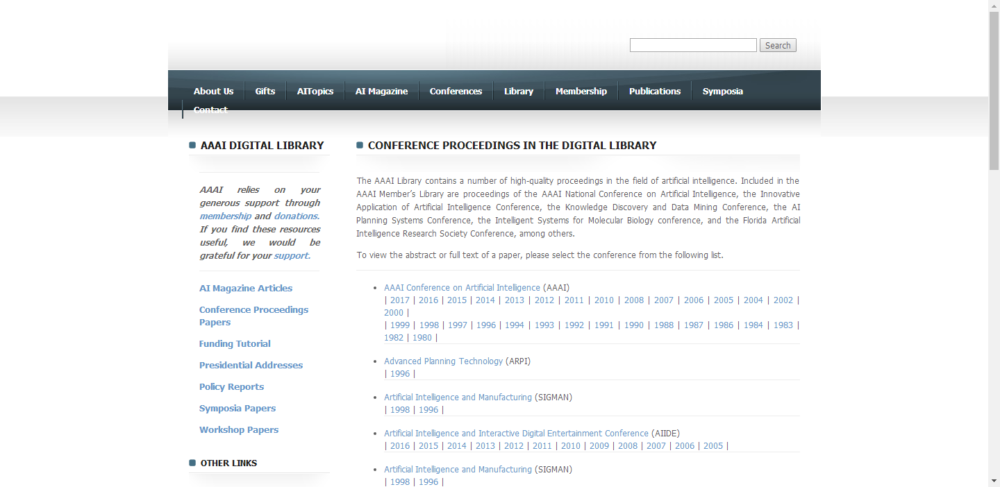 Search
About Us Gifts AITopics AI Magazine Conferences Library Membership Publications Symposia
Contact
AAAI DIGITAL LIBRARY
AAAI relies on your
generous support through
membership and donations.
If you find these resources
useful, we would be
grateful for your support.
AI Magazine Articles
Conference Proceedings
Papers
Funding Tutorial
Presidential Addresses
Policy Reports
Symposia Papers
Workshop Papers
OTHER LINKS
CONFERENCE PROCEEDINGS IN THE DIGITAL LIBRARY
The AAAI Library contains a number of high-quality proceedings in the field of artificial intelligence. Included in the
AAAI Member’s Library are proceedings of the AAAI National Conference on Artificial Intelligence, the Innovative
Application of Artificial Intelligence Conference, the Knowledge Discovery and Data Mining Conference, the AI
Planning Systems Conference, the Intelligent Systems for Molecular Biology conference, and the Florida Artificial
Intelligence Research Society Conference, among others.
To view the abstract or full text of a paper, please select the conference from the following list.
• AAAI Conference on Artificial Intelligence (AAAI)
| 2017 | 2016 | 2015 | 2014 | 2013 | 2012 | 2011 | 2010 | 2008 | 2007 | 2006 | 2005 | 2004 | 2002 |
2000 |
| 1999 | 1998 | 1997 | 1996 | 1994 | 1993 | 1992 | 1991 | 1990 | 1988 | 1987 | 1986 | 1984 | 1983 |
1982 | 1980 |
• Advanced Planning Technology (ARPI)
| 1996 |
• Artificial Intelligence and Manufacturing (SIGMAN)
| 1998 | 1996 |
• Artificial Intelligence and Interactive Digital Entertainment Conference (AIIDE)
| 2016 | 2015 | 2014 | 2013 | 2012 | 2011 | 2010 | 2009 | 2008 | 2007 | 2006 | 2005 |
• Artificial Intelligence and Manufacturing (SIGMAN)
| 1998 | 1996 |